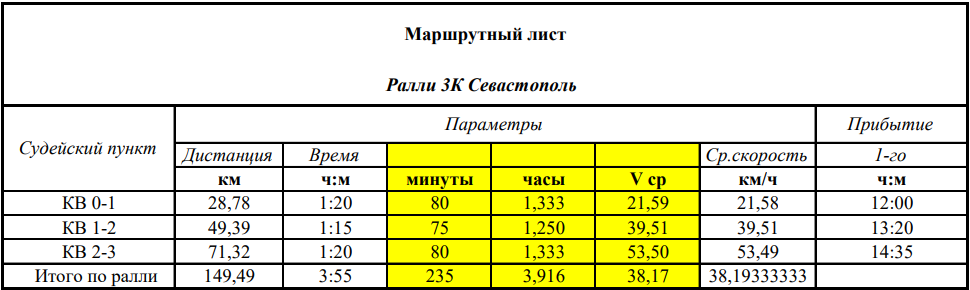 Маршрутный лист
Ралли 3К Севастополь
Судейский пункт Параметры Прибытие
Дистанция Время Ср.скорость 1-го
км ч:м минуты часы V ср км/ч ч:м
КВ 0-1 28,78 1:20 80 1,333 21,59 21,58 12:00
КВ 1-2 49,39 1:15 75 1,250 39,51 39,51 13:20
КВ 2-3 71,32 1:20 80 1,333 53,50 53,49 14:35
Итого по ралли 149,49 3:55 235 3,916 38,17 38,19333333